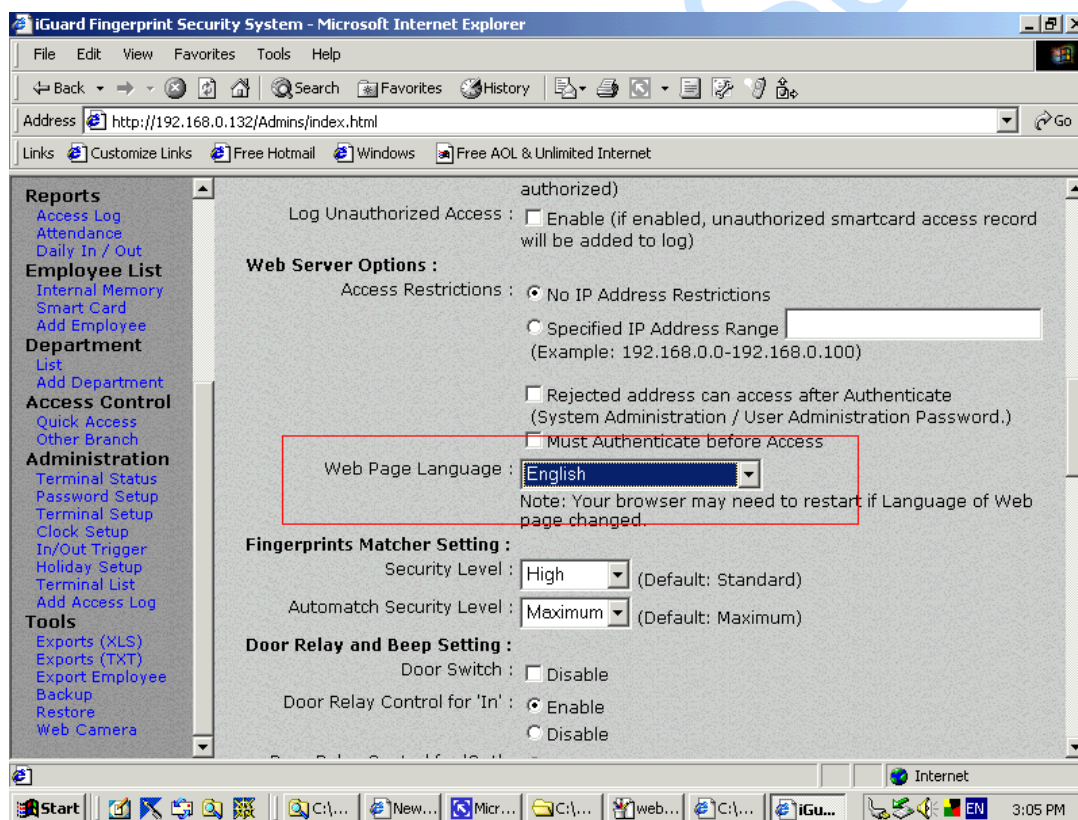 iGuard Fingerprint Security System - Microsoft Internet Explorer
File Edit View Favorites Tools Help
Back Search Favorites History
Address http://192.168.0.132/Admins/index.html Go
Links Customize Links Free Hotmail Windows Free AOL & Unlimited Internet
Reports
Access Log
Attendance
Daily In / Out
Employee List
Internal Memory
Smart Card
Add Employee
Department
List
Add Department
Access Control
Quick Access
Other Branch
Administration
Terminal Status
Password Setup
Terminal Setup
Clock Setup
In/Out Trigger
Holiday Setup
Terminal List
Add Access Log
Tools
Exports (XLS)
Exports (TXT)
Export Employee
Backup
Restore
Web Camera
authorized)
Log Unauthorized Access : Enable (if enabled, unauthorized smartcard access record
will be added to log)
Web Server Options :
Access Restrictions : No IP Address Restrictions
Specified IP Address Range
(Example: 192.168.0.0-192.168.0.100)
Rejected address can access after Authenticate
(System Administration / User Administration Password.)
Must Authenticate before Access
Web Page Language : English
Note: Your browser may need to restart if Language of Web
page changed.
Fingerprints Matcher Setting :
Security Level : High (Default: Standard)
Automatch Security Level : Maximum (Default: Maximum)
Door Relay and Beep Setting :
Door Switch : Disable
Door Relay Control for 'In' : Enable
Disable
Internet
Start C:\... New... Micr... C:\... web... C:\... iGu... EN 3:05 PM